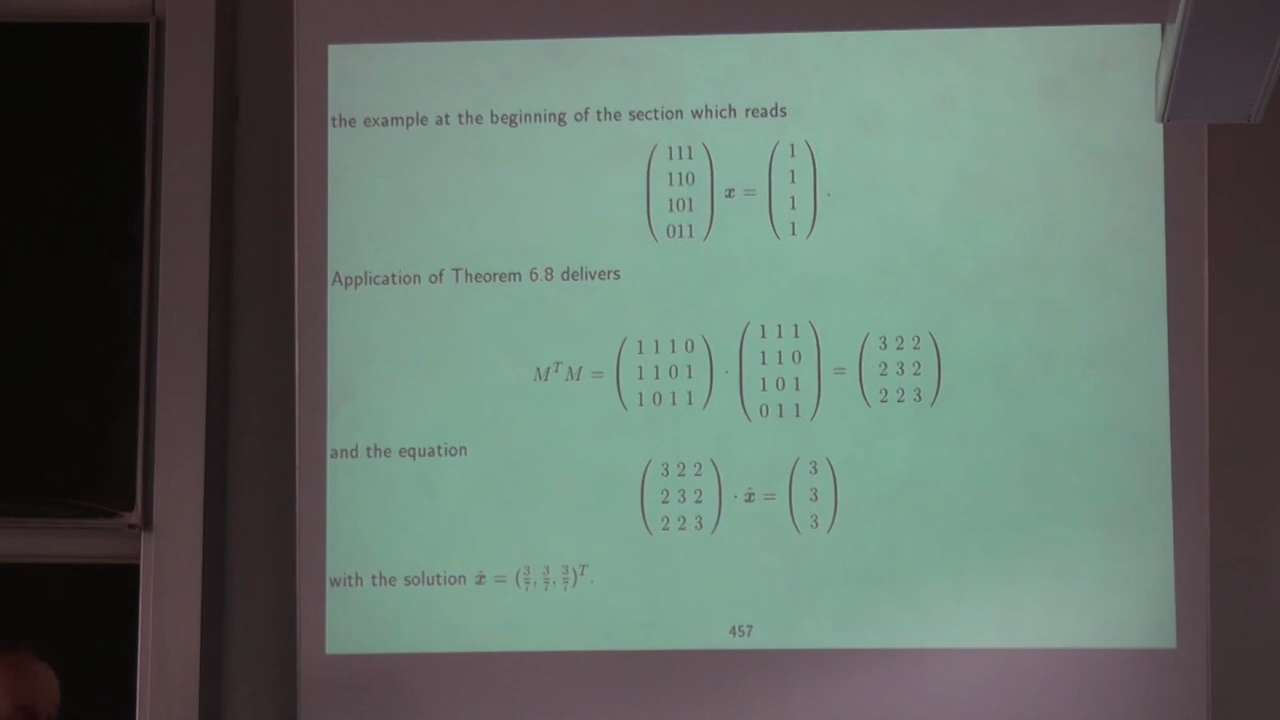 the example at the beginning of the section which reads
( 111 ) ( 1 )
( 110 ) x = ( 1 ) .
( 101 ) ( 1 )
( 011 ) ( 1 )
Application of Theorem 6.8 delivers
( 1 1 1 0 ) ( 1 1 1 ) ( 3 2 2 )
M^T M = ( 1 1 0 1 ) · ( 1 1 0 ) = ( 2 3 2 )
( 1 0 1 1 ) ( 1 0 1 ) ( 2 2 3 )
( 0 1 1 )
and the equation
( 3 2 2 ) ( 3 )
( 2 3 2 ) · x̂ = ( 3 )
( 2 2 3 ) ( 3 )
with the solution x̂ = (3/7, 3/7, 3/7)^T.
457